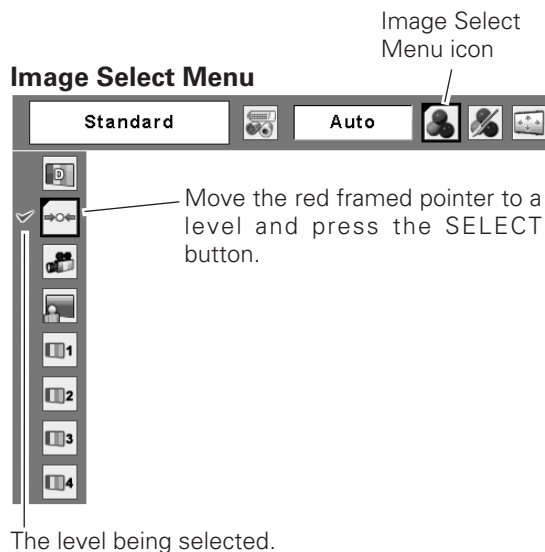 Image Select
Menu icon
Image Select Menu
Standard
Auto
D
Move the red framed pointer to a
level and press the SELECT
button.
1
2
3
4
The level being selected.